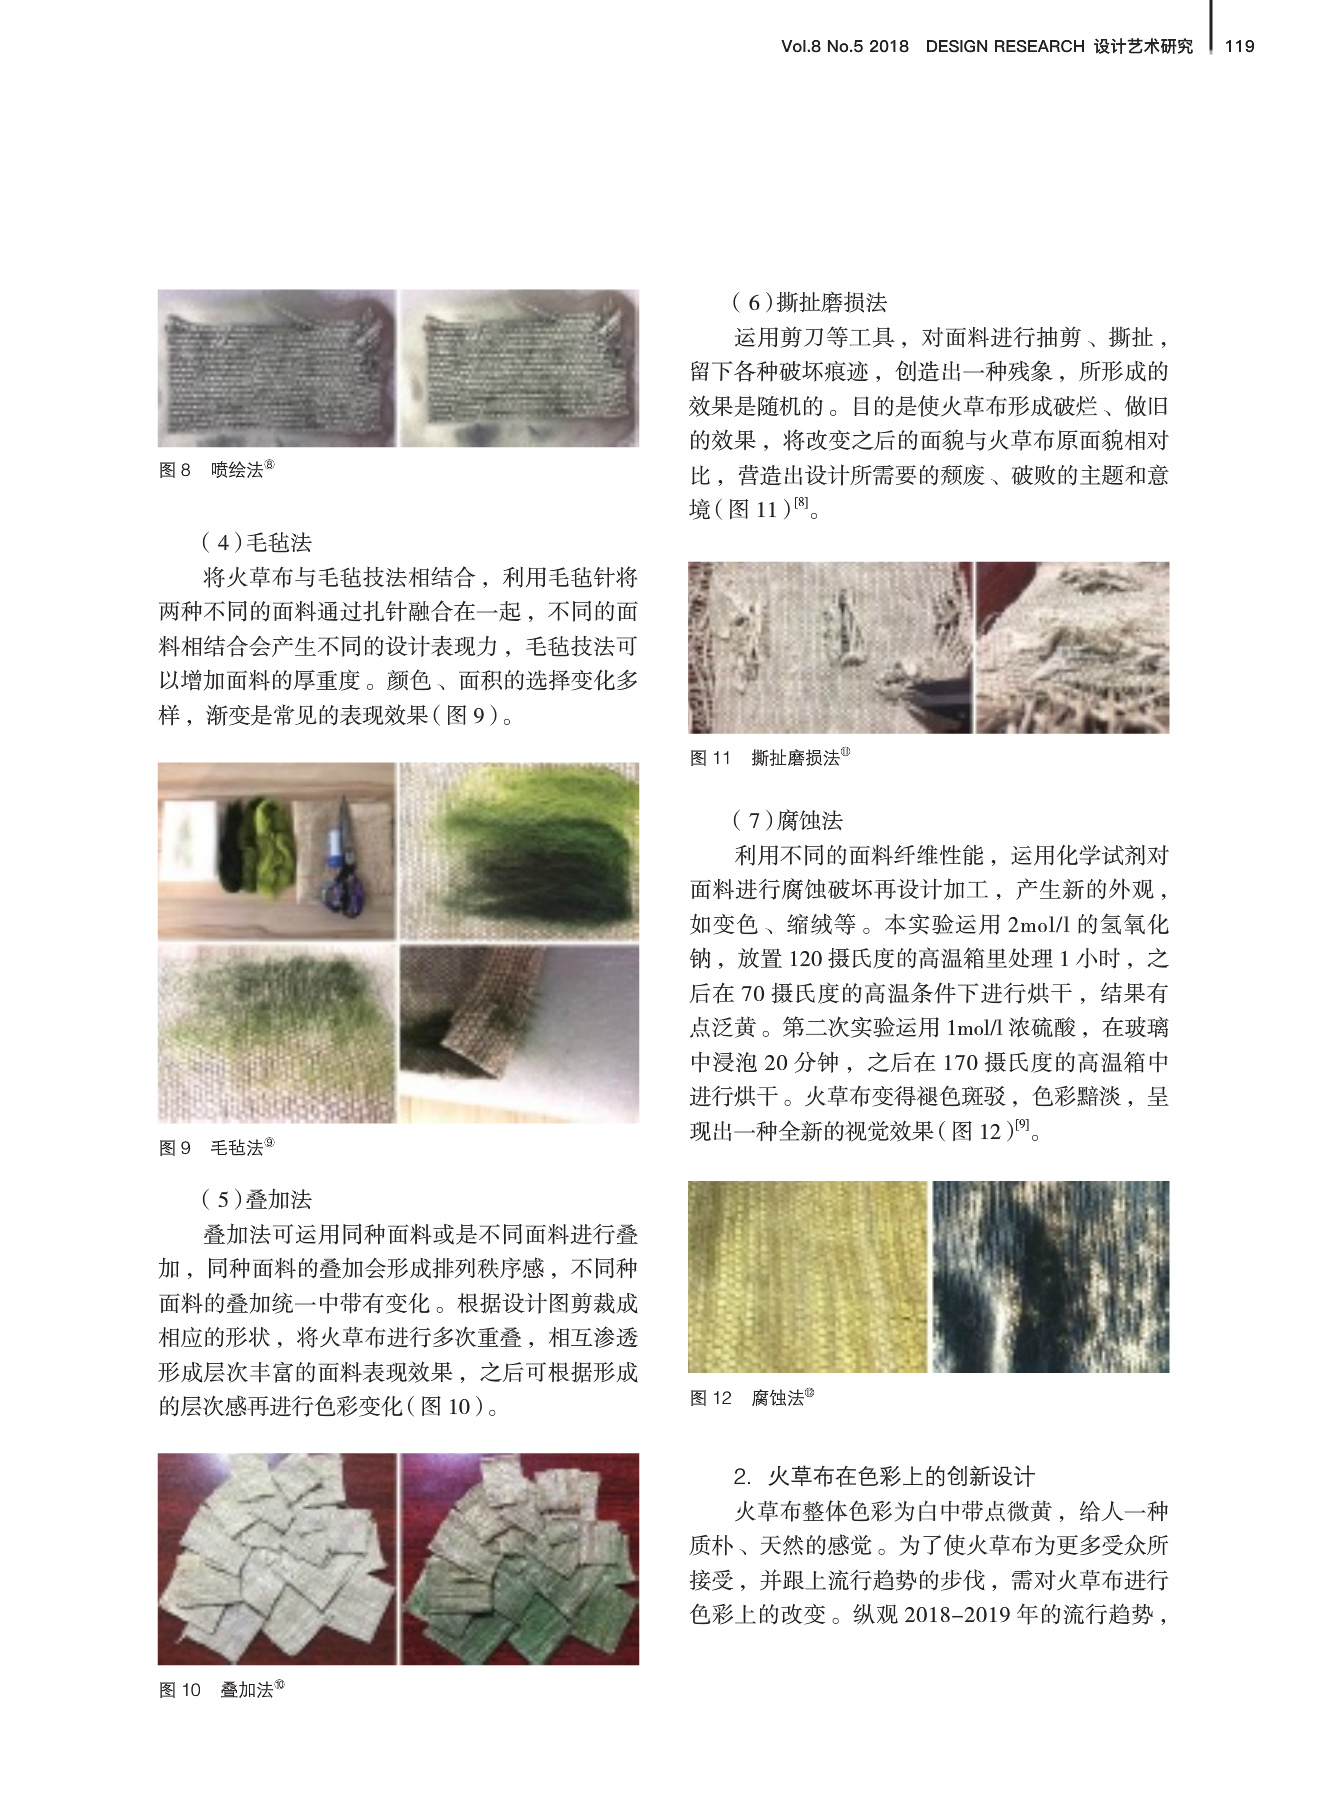 Vol.8 No.5 2018 DESIGN RESEARCH 设计艺术研究 119
图 8 喷绘法⑧
（4）毛毡法
将火草布与毛毡技法相结合，利用毛毡针将
两种不同的面料通过扎针融合在一起，不同的面
料相结合会产生不同的设计表现力，毛毡技法可
以增加面料的厚重度。颜色、面积的选择变化多
样，渐变是常见的表现效果（图 9）。
图 9 毛毡法⑨
（5）叠加法
叠加法可运用同种面料或是不同面料进行叠
加，同种面料的叠加会形成排列秩序感，不同种
面料的叠加统一中带有变化。根据设计图剪裁成
相应的形状，将火草布进行多次重叠，相互渗透
形成层次丰富的面料表现效果，之后可根据形成
的层次感再进行色彩变化（图 10）。
图 10 叠加法⑩
（6）撕扯磨损法
运用剪刀等工具，对面料进行抽剪、撕扯，
留下各种破坏痕迹，创造出一种残象，所形成的
效果是随机的。目的是使火草布形成破烂、做旧
的效果，将改变之后的面貌与火草布原面貌相对
比，营造出设计所需要的颓废、破败的主题和意
境（图 11）[8]。
图 11 撕扯磨损法⑪
（7）腐蚀法
利用不同的面料纤维性能，运用化学试剂对
面料进行腐蚀破坏再设计加工，产生新的外观，
如变色、缩绒等。本实验运用 2mol/l 的氢氧化
钠，放置 120 摄氏度的高温箱里处理 1 小时，之
后在 70 摄氏度的高温条件下进行烘干，结果有
点泛黄。第二次实验运用 1mol/l 浓硫酸，在玻璃
中浸泡 20 分钟，之后在 170 摄氏度的高温箱中
进行烘干。火草布变得褪色斑驳，色彩黯淡，呈
现出一种全新的视觉效果（图 12）[9]。
图 12 腐蚀法⑫
2. 火草布在色彩上的创新设计
火草布整体色彩为白中带点微黄，给人一种
质朴、天然的感觉。为了使火草布为更多受众所
接受，并跟上流行趋势的步伐，需对火草布进行
色彩上的改变。纵观 2018–2019 年的流行趋势，